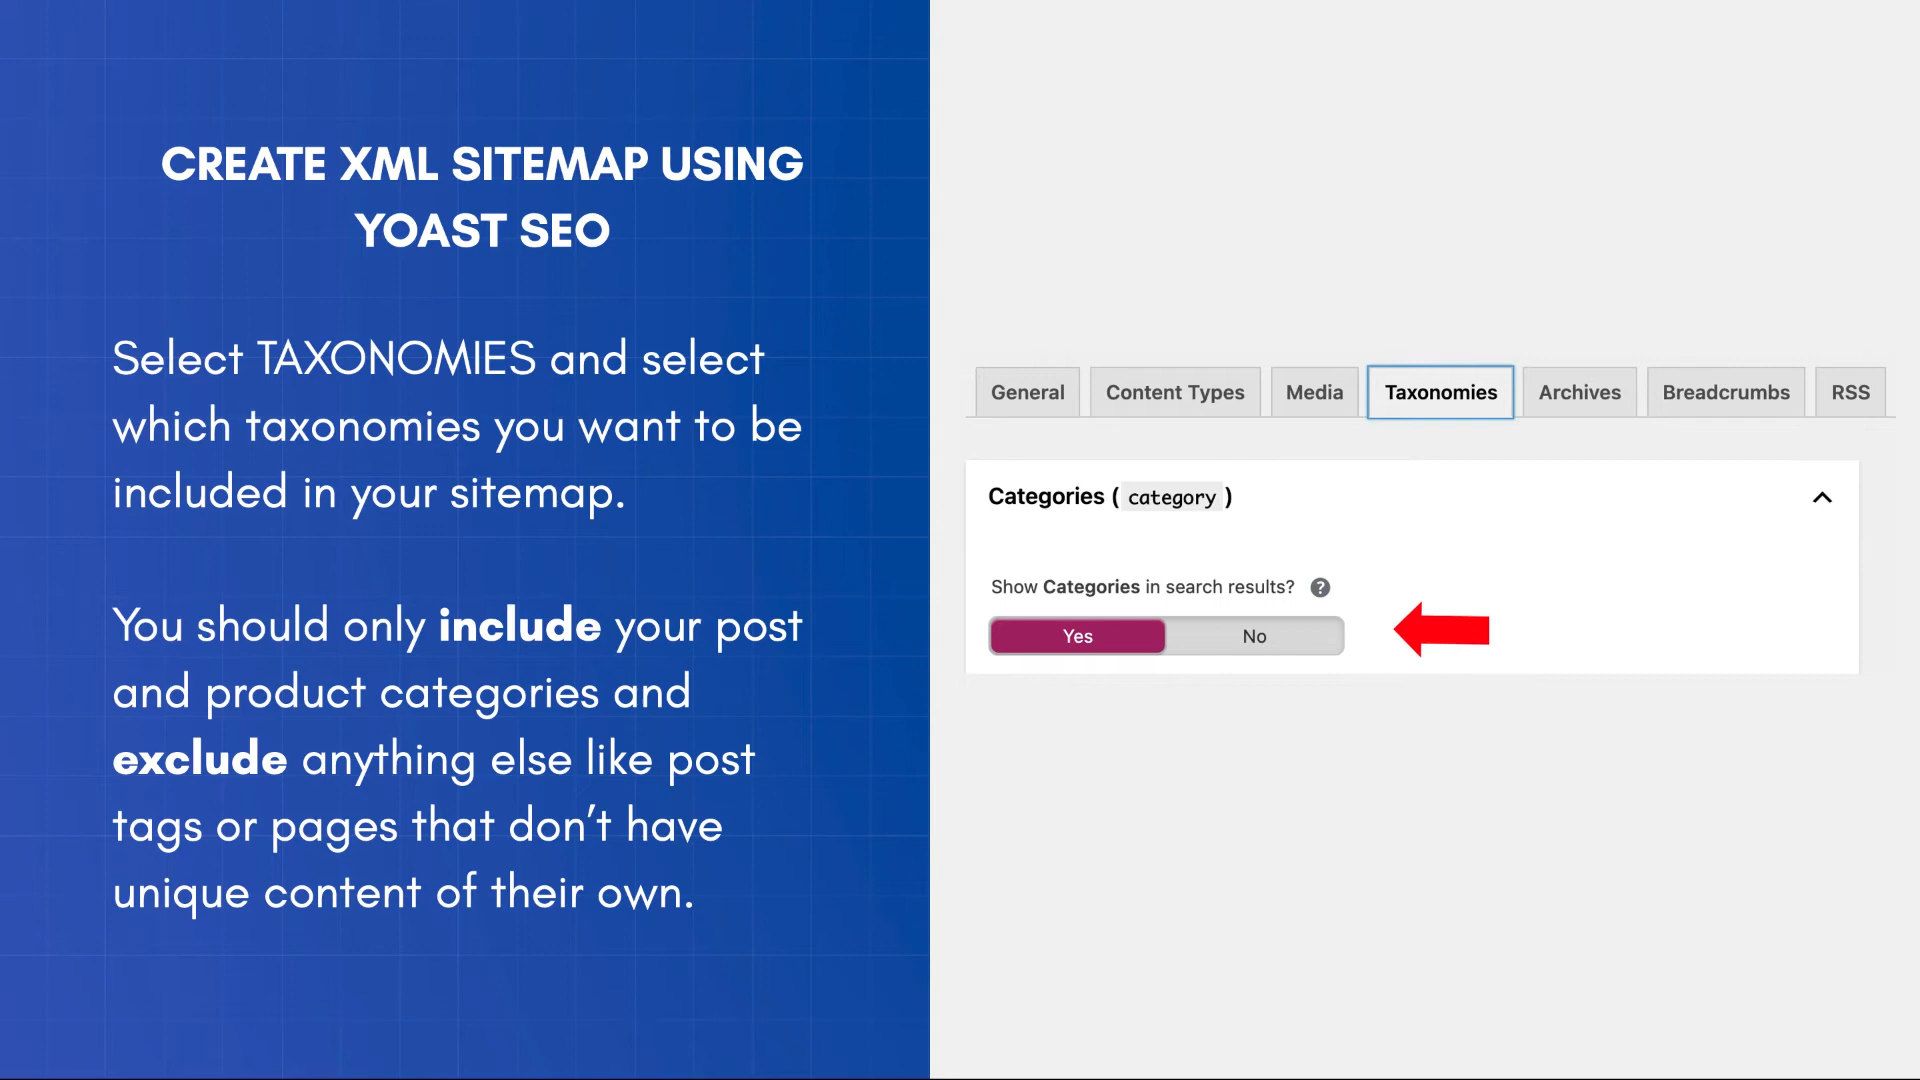 CREATE XML SITEMAP USING
YOAST SEO
Select TAXONOMIES and select
which taxonomies you want to be
included in your sitemap.
You should only include your post
and product categories and
exclude anything else like post
tags or pages that don’t have
unique content of their own.
General Content Types Media Taxonomies Archives Breadcrumbs RSS
Categories ( category )
Show Categories in search results? ?
Yes No